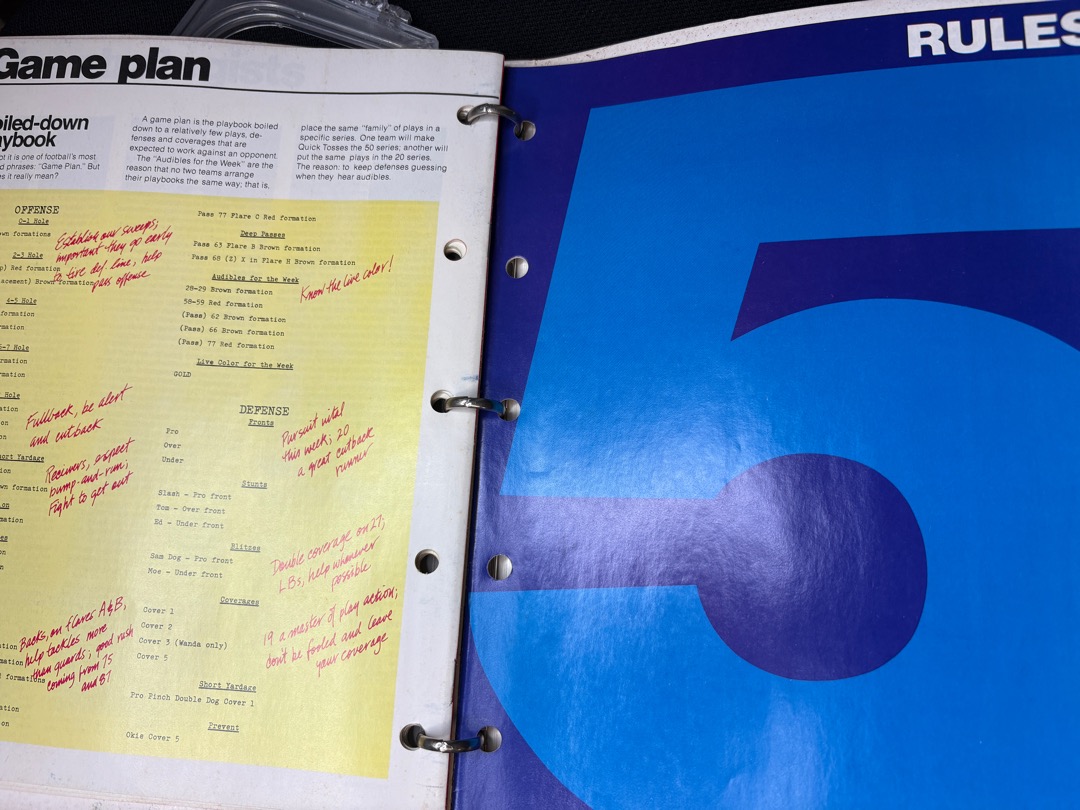 Game plan
RULES
oiled-down
aybook
ot it is one of football's most
d phrases: "Game Plan." But
s it really mean?
A game plan is the playbook boiled
down to a relatively few plays, de-
fenses and coverages that are
expected to work against an opponent.
The "Audibles for the Week" are the
reason that no two teams arrange
their playbooks the same way; that is,
place the same "family" of plays in a
specific series. One team will make
Quick Tosses the 50 series; another will
put the same plays in the 20 series.
The reason: to keep defenses guessing
when they hear audibles.
OFFENSE
0-1 Hole
wn formations
2-3 Hole
p) Red formation
acement) Brown formation
4-5 Hole
formation
rmation
6-7 Hole
rmation
rmation
Hole
ation
on
on
hort Yardage
ion
wn formation
on
mation
es
on
n
ation
mation
d formations
ation
on
Establish our sweeps;
important they go early
to tire def. line, help
pass offense
Fullback, be alert
and cutback
Receivers, expect
bump-and-run;
Fight to get out
Backs, on flares A&B,
help tackles more
than guards; good rush
coming from 75
and 87
Pass 77 Flare C Red formation
Deep Passes
Pass 63 Flare B Brown formation
Pass 68 (Z) X in Flare H Brown formation
Audibles for the Week
28-29 Brown formation
58-59 Red formation
(Pass) 62 Brown formation
(Pass) 66 Brown formation
(Pass) 77 Red formation
Know the live color!
Live Color for the Week
GOLD
DEFENSE
Fronts
Pro
Over
Under
Pursuit vital
this week; 20
a great cutback
runner
Stunts
Slash - Pro front
Tom - Over front
Ed - Under front
Blitzes
Sam Dog - Pro front
Moe - Under front
Double coverage on 27;
LBs, help whenever
possible
Coverages
Cover 1
Cover 2
Cover 3 (Wanda only)
Cover 5
19 a master of play action;
don't be fooled and leave
your coverage
Short Yardage
Pro Pinch Double Dog Cover 1
Prevent
Okie Cover 5
5